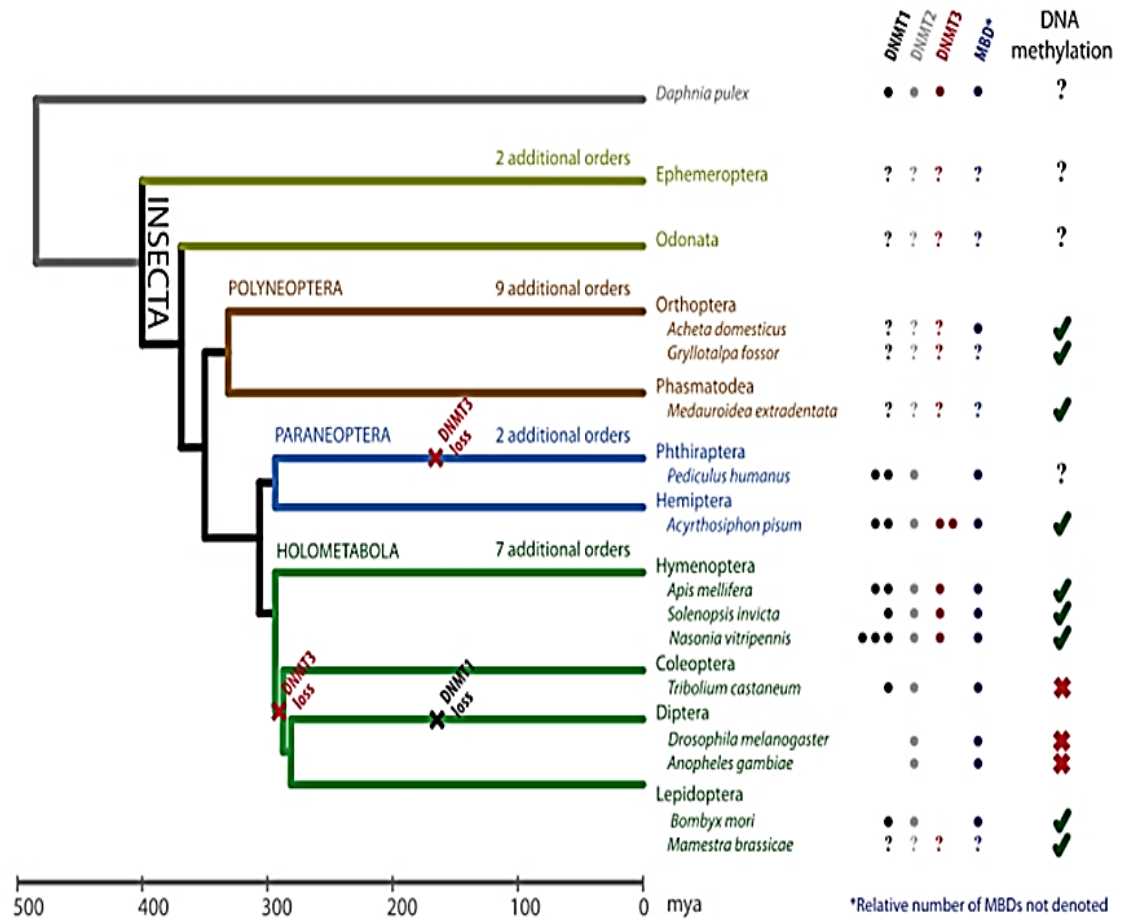 DNMT1 DNMT2 DNMT3 MBD* DNA
methylation
Daphnia pulex ?
2 additional orders
Ephemeroptera ? ? ? ? ?
Odonata ? ? ? ? ?
INSECTA
POLYNEOPTERA 9 additional orders
Orthoptera
Acheta domesticus ? ? ?
Gryllotalpa fossor ? ? ? ?
Phasmatodea
Medauroidea extradentata ? ? ? ?
DNMT3
loss
PARANEOPTERA 2 additional orders
Phthiraptera
Pediculus humanus ?
Hemiptera
Acyrthosiphon pisum
HOLOMETABOLA 7 additional orders
Hymenoptera
Apis mellifera
Solenopsis invicta
Nasonia vitripennis
DNMT3
loss
DNMT1
loss
Coleoptera
Tribolium castaneum
Diptera
Drosophila melanogaster
Anopheles gambiae
Lepidoptera
Bombyx mori
Mamestra brassicae ? ? ? ?
500 400 300 200 100 0 mya
*Relative number of MBDs not denoted